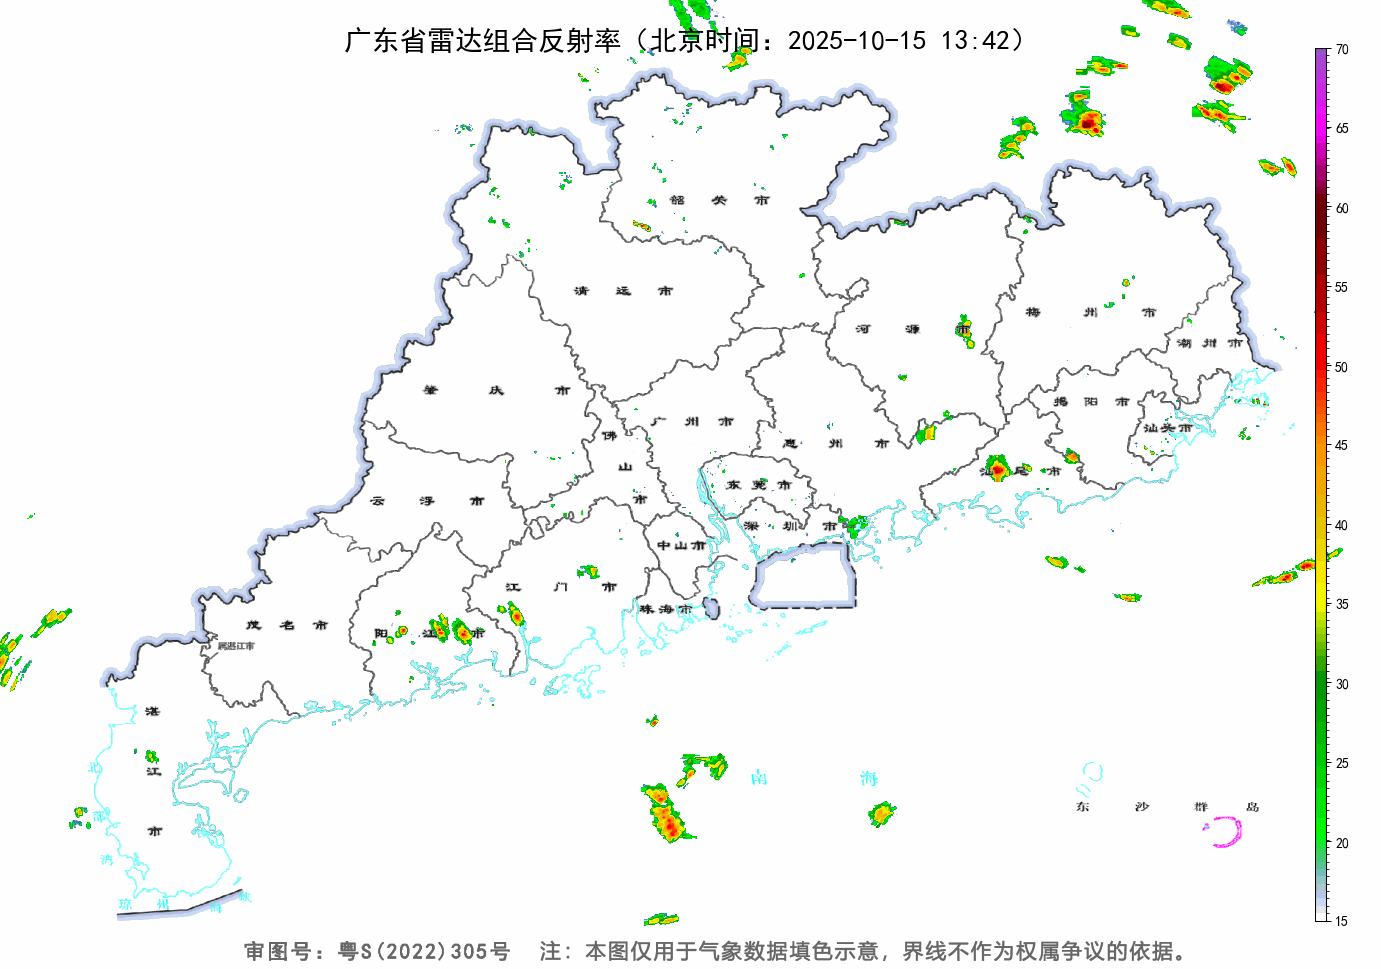 广东省雷达组合反射率（北京时间：2025-10-15 13:42）
70
65
60
55
50
45
40
35
30
25
20
15
韶关市
清远市
河源市
梅州市
潮州市
肇庆市
广州市
惠州市
揭阳市
汕头市
佛山市
云浮市
东莞市
汕尾市
深圳市
中山市
江门市
珠海市
茂名市
阳江市
属湛江市
湛江市
北部湾
琼州海峡
南海
东沙群岛
审图号：粤S(2022)305号 注：本图仅用于气象数据填色示意，界线不作为权属争议的依据。